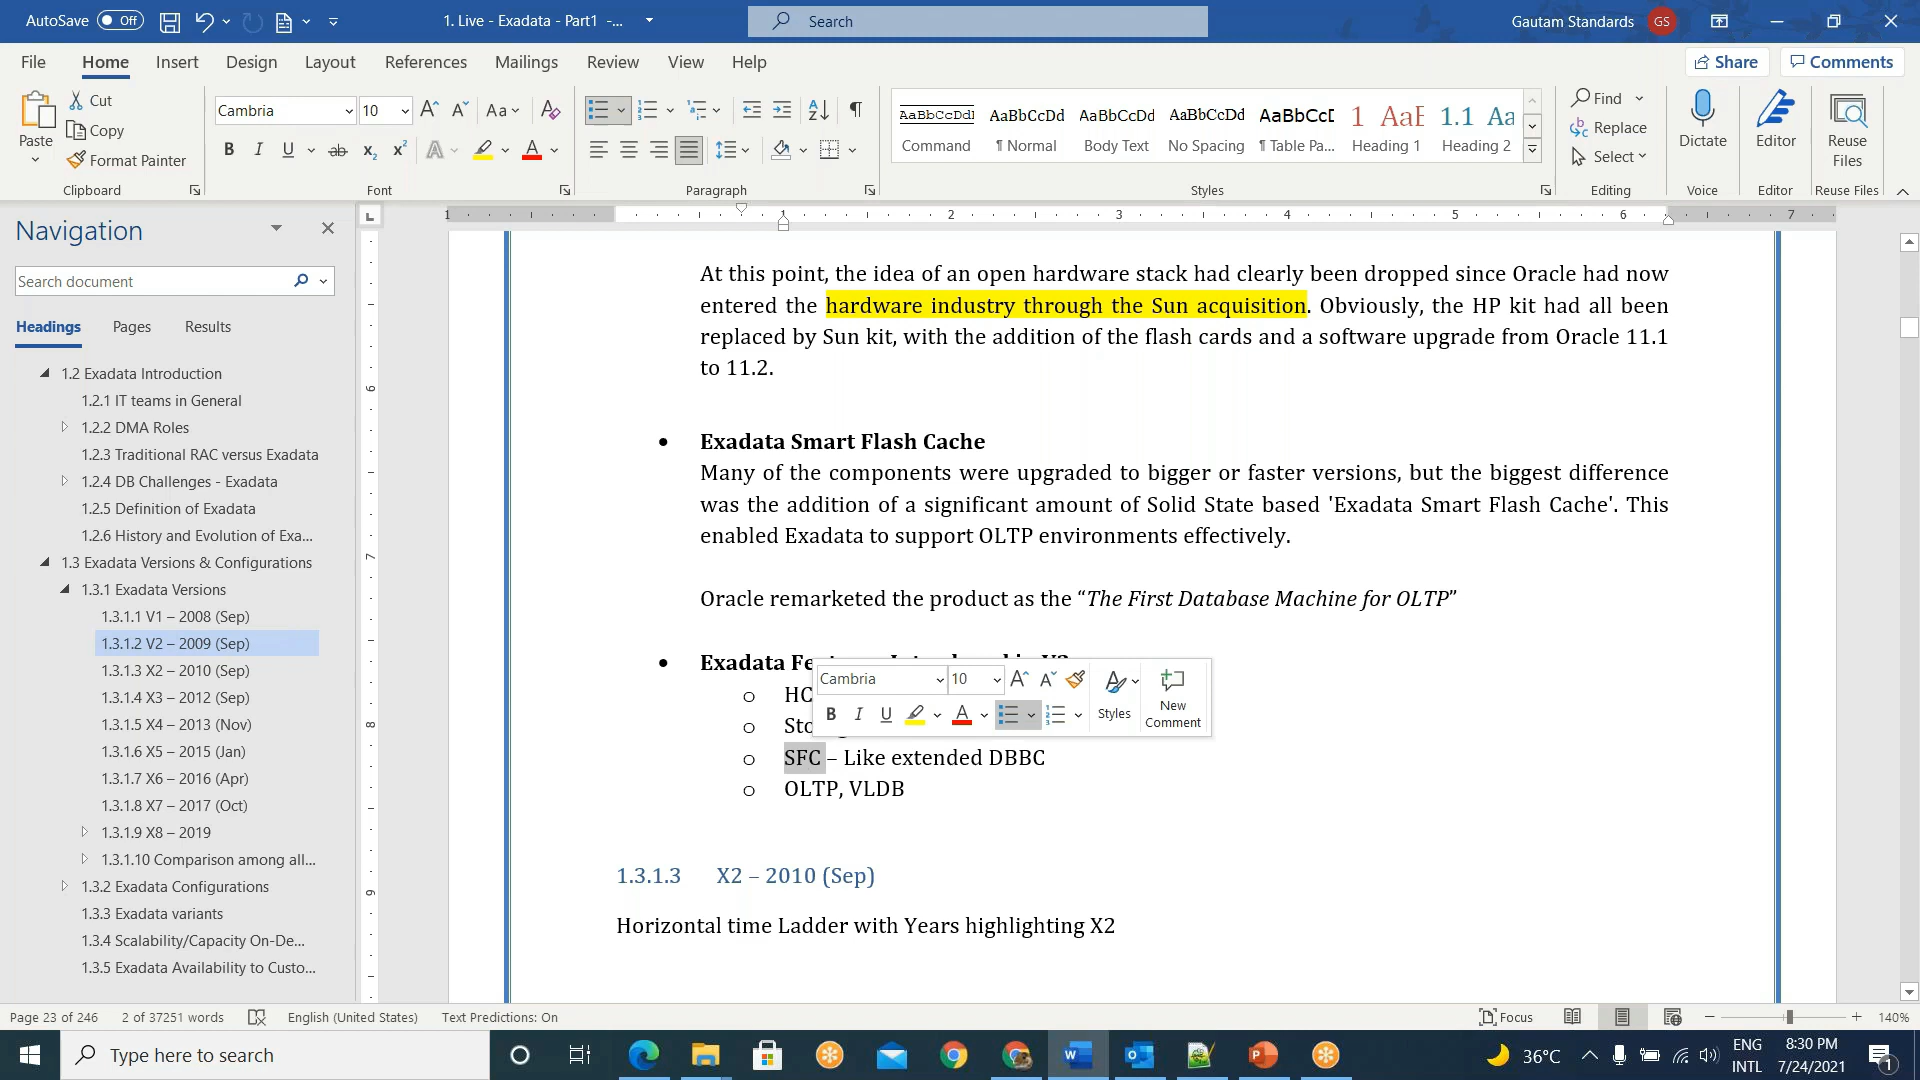 AutoSave Off
1. Live - Exadata - Part1 -...
Search
Gautam Standards GS
File Home Insert Design Layout References Mailings Review View Help
Share Comments
Paste
Cut
Copy
Format Painter
Clipboard
Cambria 10
Font
Paragraph
AaBbCcDdI AaBbCcDd AaBbCcDd AaBbCcDd AaBbCcD 1 AaB 1.1 Aa
Command ¶ Normal Body Text No Spacing ¶ Table Pa... Heading 1 Heading 2
Styles
Find
Replace
Select
Editing
Dictate
Voice
Editor
Editor
Reuse Files
Reuse Files
Navigation
Search document
Headings Pages Results
1.2 Exadata Introduction
1.2.1 IT teams in General
1.2.2 DMA Roles
1.2.3 Traditional RAC versus Exadata
1.2.4 DB Challenges - Exadata
1.2.5 Definition of Exadata
1.2.6 History and Evolution of Exa...
1.3 Exadata Versions & Configurations
1.3.1 Exadata Versions
1.3.1.1 V1 – 2008 (Sep)
1.3.1.2 V2 – 2009 (Sep)
1.3.1.3 X2 – 2010 (Sep)
1.3.1.4 X3 – 2012 (Sep)
1.3.1.5 X4 – 2013 (Nov)
1.3.1.6 X5 – 2015 (Jan)
1.3.1.7 X6 – 2016 (Apr)
1.3.1.8 X7 – 2017 (Oct)
1.3.1.9 X8 – 2019
1.3.1.10 Comparison among all...
1.3.2 Exadata Configurations
1.3.3 Exadata variants
1.3.4 Scalability/Capacity On-De...
1.3.5 Exadata Availability to Custo...
1 1 2 3 4 5 6 7
6
7
8
9
At this point, the idea of an open hardware stack had clearly been dropped since Oracle had now
entered the hardware industry through the Sun acquisition. Obviously, the HP kit had all been
replaced by Sun kit, with the addition of the flash cards and a software upgrade from Oracle 11.1
to 11.2.
• Exadata Smart Flash Cache
Many of the components were upgraded to bigger or faster versions, but the biggest difference
was the addition of a significant amount of Solid State based 'Exadata Smart Flash Cache'. This
enabled Exadata to support OLTP environments effectively.
Oracle remarketed the product as the “The First Database Machine for OLTP”
• Exadata
o HC
Cambria 10
Styles
New Comment
o SFC – Like extended DBBC
o OLTP, VLDB
1.3.1.3 X2 – 2010 (Sep)
Horizontal time Ladder with Years highlighting X2
Page 23 of 246 2 of 37251 words English (United States) Text Predictions: On
Focus
140%
Type here to search
36°C
ENG
INTL
8:30 PM
7/24/2021
1